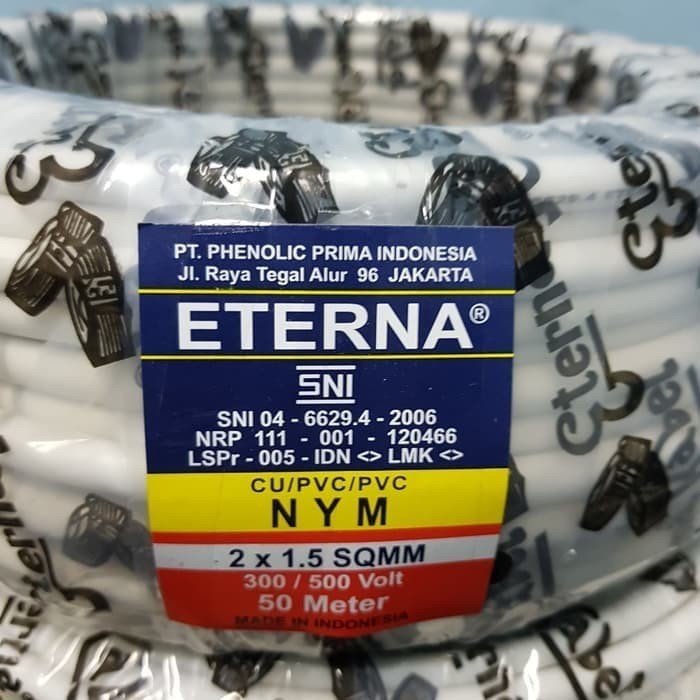 PT. PHENOLIC PRIMA INDONESIA
Jl. Raya Tegal Alur 96 JAKARTA
ETERNA®
SNI
SNI 04 - 6629.4 - 2006
NRP 111 - 001 - 120466
LSPr - 005 - IDN <> LMK <>
CU/PVC/PVC
NYM
2 x 1.5 SQMM
300 / 500 Volt
50 Meter
MADE IN INDONESIA
Eterna